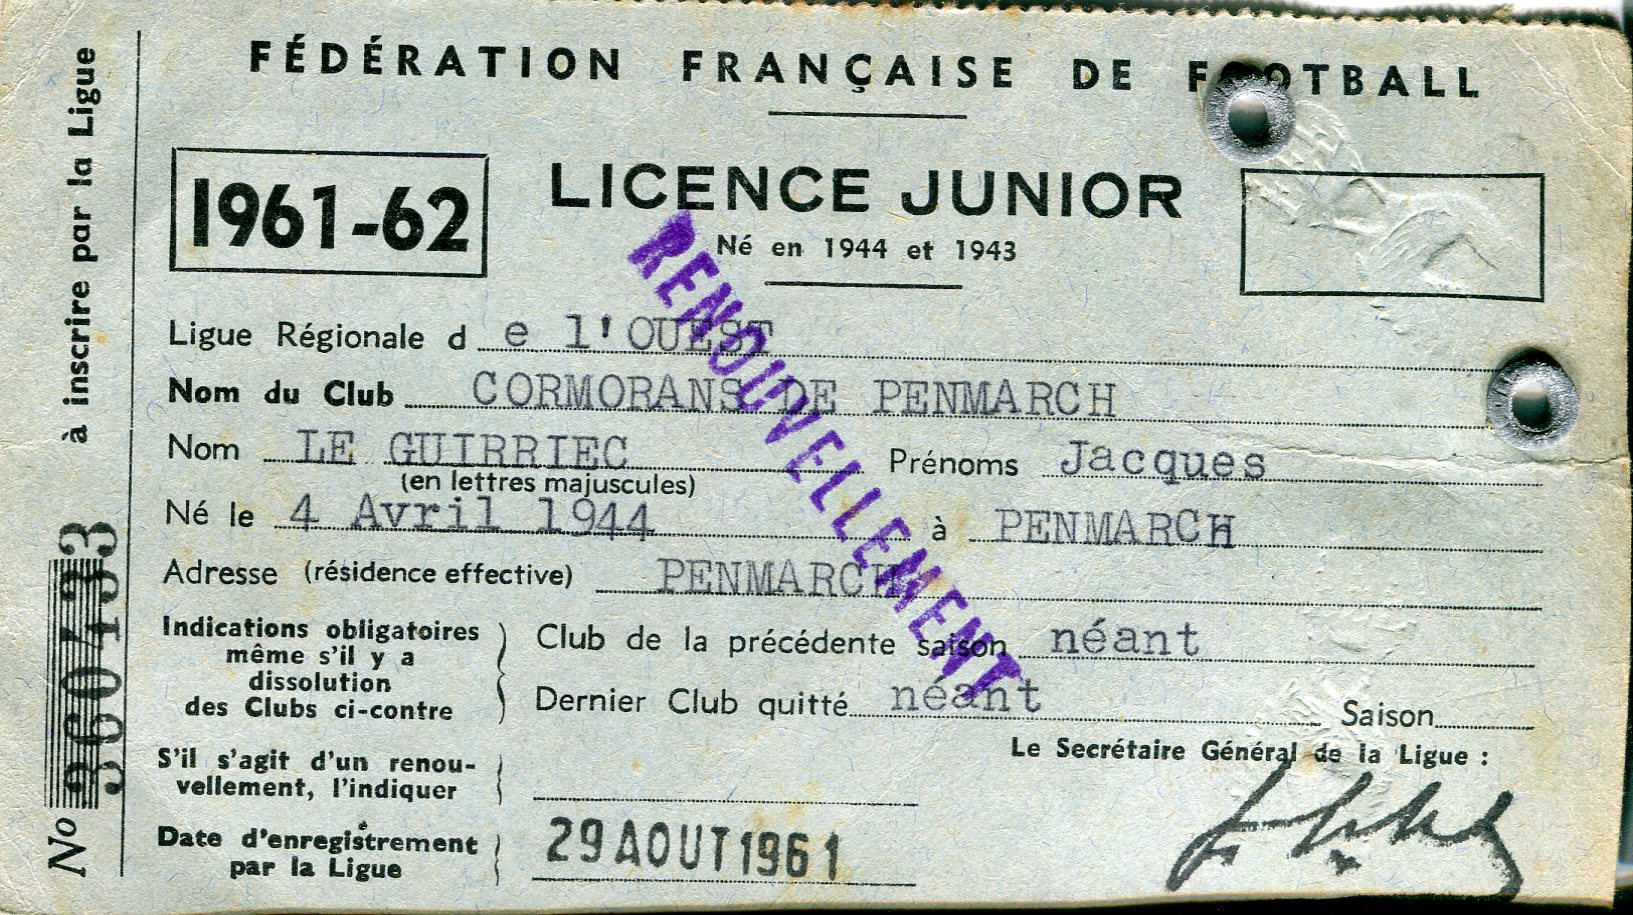 FÉDÉRATION FRANÇAISE DE FOOTBALL
1961-62
LICENCE JUNIOR
Né en 1944 et 1943
RENOUVELLEMENT
Ligue Régionale d e l'OUEST
Nom du Club CORMORANS DE PENMARCH
Nom LE GUIRRIEC Prénoms Jacques
(en lettres majuscules)
Né le 4 Avril 1944 à PENMARCH
Adresse (résidence effective) PENMARCH
Indications obligatoires
même s'il y a
dissolution
des Clubs ci-contre
Club de la précédente saison néant
Dernier Club quitté néant Saison
Le Secrétaire Général de la Ligue :
S'il s'agit d'un renou-
vellement, l'indiquer
Date d'enregistrement
par la Ligue
29 AOUT 1961
No 360433
à inscrire par la Ligue